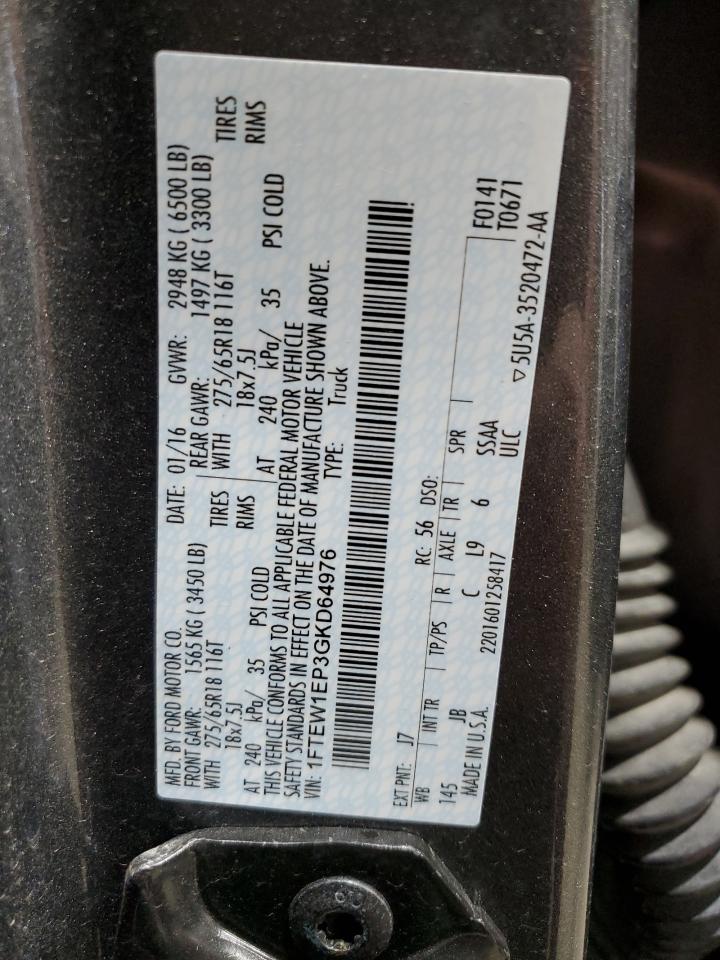 MFD. BY FORD MOTOR CO. DATE: 01/16 GVWR: 2948 KG ( 6500 LB)
FRONT GAWR: 1565 KG ( 3450 LB) REAR GAWR: 1497 KG ( 3300 LB)
WITH 275/65R18 116T TIRES WITH 275/65R18 116T TIRES
18x7.5J RIMS 18x7.5J RIMS
AT 240 kPa/ 35 PSI COLD AT 240 kPa/ 35 PSI COLD
THIS VEHICLE CONFORMS TO ALL APPLICABLE FEDERAL MOTOR VEHICLE
SAFETY STANDARDS IN EFFECT ON THE DATE OF MANUFACTURE SHOWN ABOVE.
VIN: 1FTEW1EP3GKD64976 TYPE: Truck
EXT PNT: J7 RC: 56 DSO: F0141
WB INT TR TP/PS R AXLE TR SPR T0671
145 JB C L9 6 SSAA
MADE IN U.S.A. 2201601258417 ULC ▽5U5A-3520472-AA